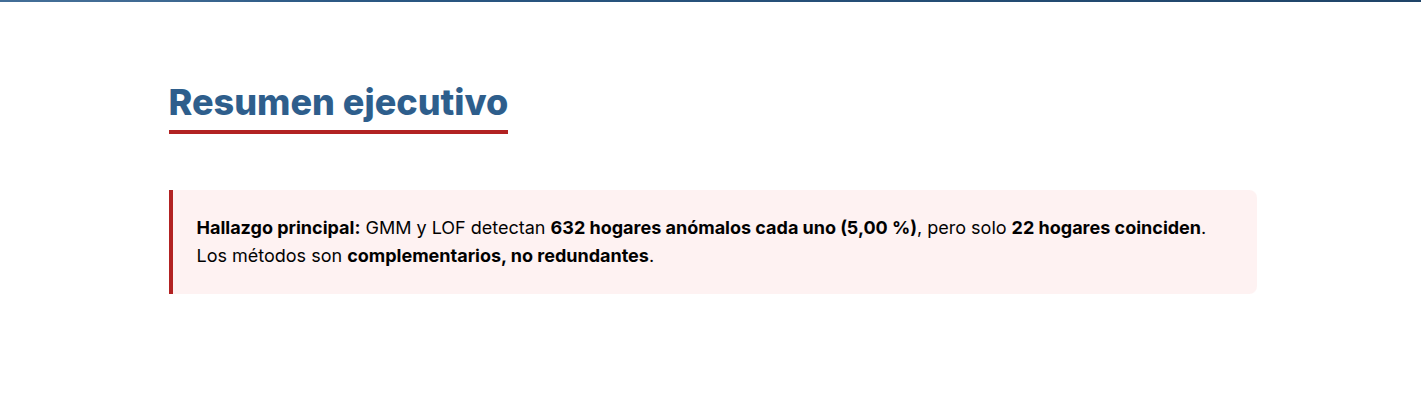 Resumen ejecutivo
Hallazgo principal: GMM y LOF detectan 632 hogares anómalos cada uno (5,00 %), pero solo 22 hogares coinciden.
Los métodos son complementarios, no redundantes.